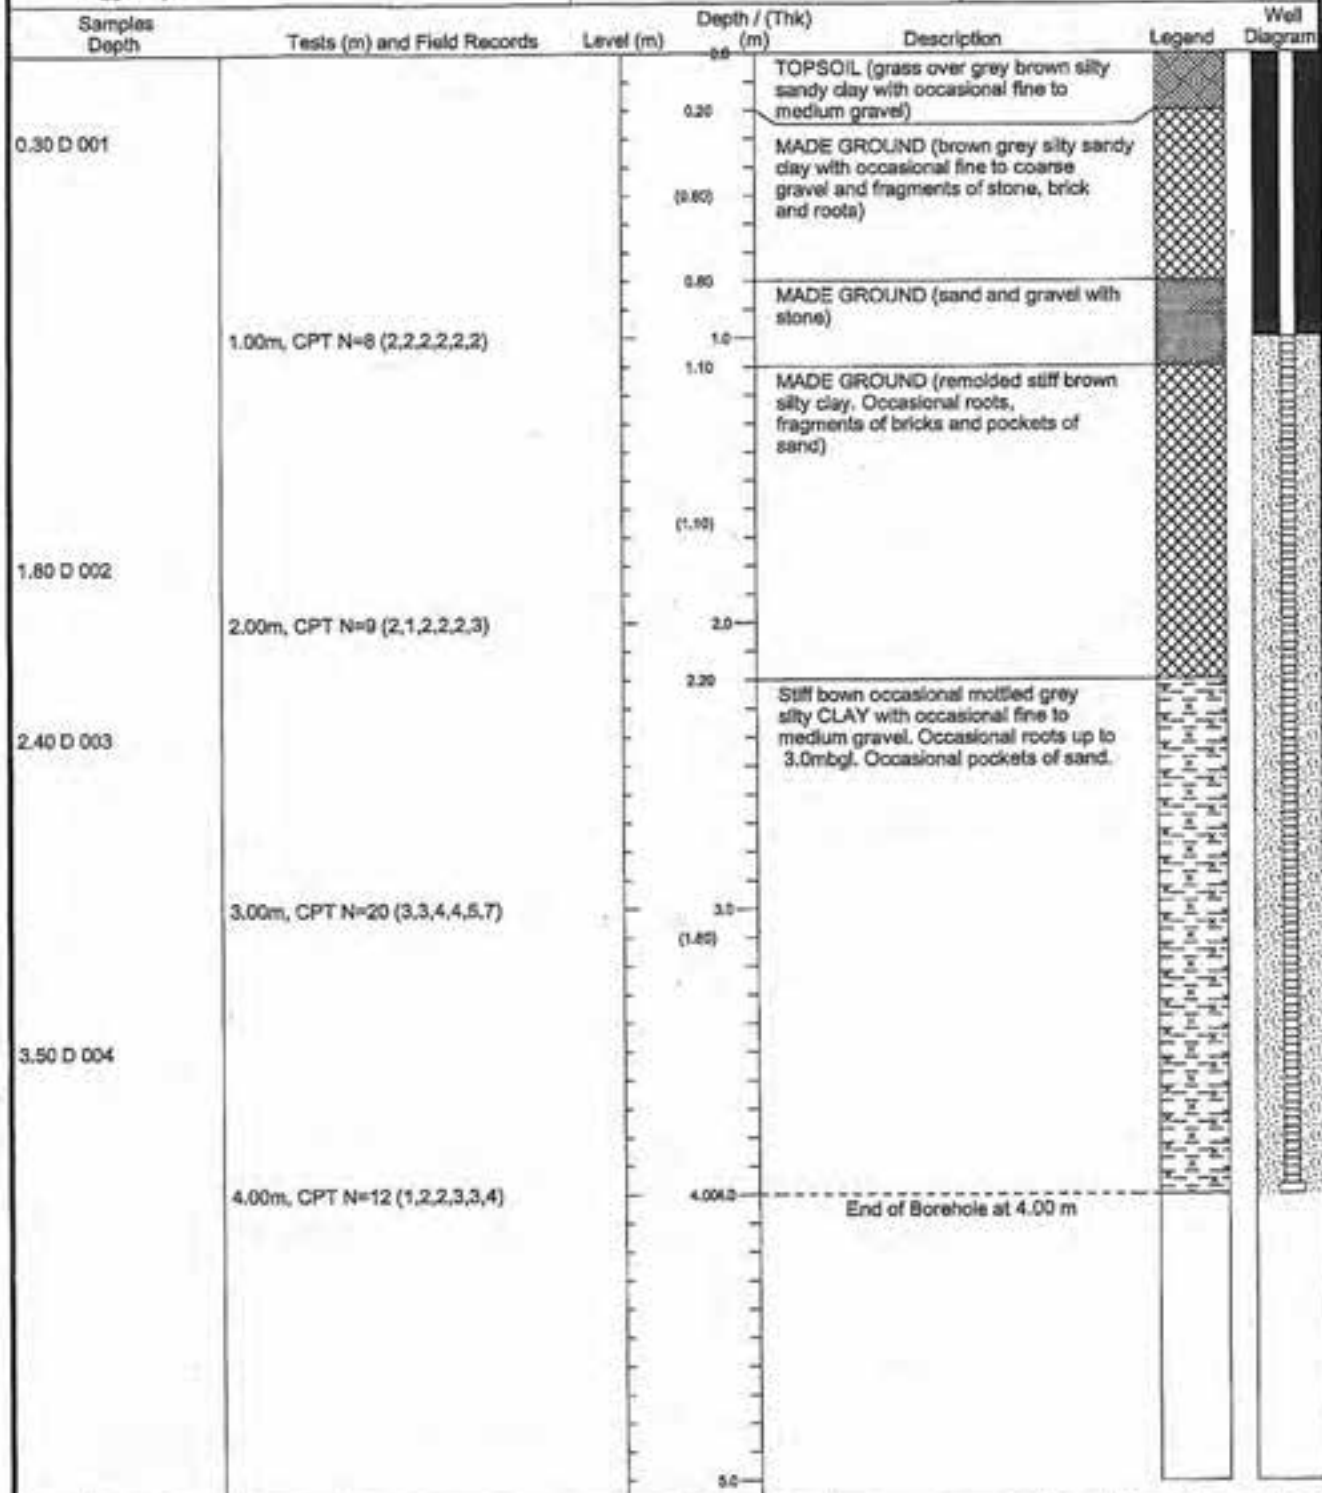 Samples Depth
Tests (m) and Field Records
Level (m)
Depth / (Thk) (m)
Description
Legend
Well Diagram
0.0
TOPSOIL (grass over grey brown silty
sandy clay with occasional fine to
medium gravel)
0.20
0.30 D 001
MADE GROUND (brown grey silty sandy
clay with occasional fine to coarse
gravel and fragments of stone, brick
and roots)
(0.60)
0.80
MADE GROUND (sand and gravel with
stone)
1.00m, CPT N=8 (2,2,2,2,2,2)
1.0
1.10
MADE GROUND (remolded stiff brown
silty clay. Occasional roots,
fragments of bricks and pockets of
sand)
(1.10)
1.80 D 002
2.00m, CPT N=9 (2,1,2,2,2,3)
2.0
2.20
Stiff bown occasional mottled grey
silty CLAY with occasional fine to
medium gravel. Occasional roots up to
3.0mbgl. Occasional pockets of sand.
2.40 D 003
3.00m, CPT N=20 (3,3,4,4,5,7)
3.0
(1.80)
3.50 D 004
4.00m, CPT N=12 (1,2,2,3,3,4)
End of Borehole at 4.00 m
5.0